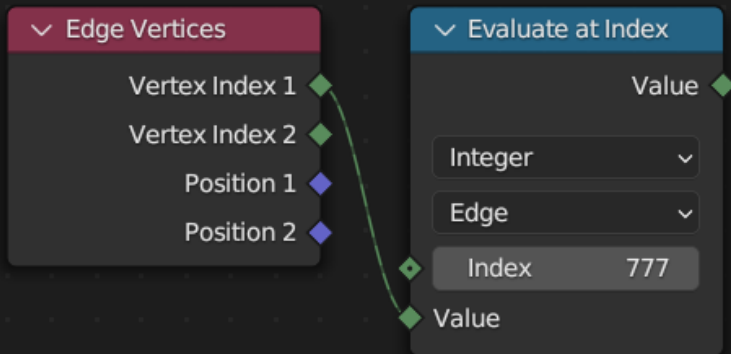 Edge Vertices
Vertex Index 1
Vertex Index 2
Position 1
Position 2
Evaluate at Index
Value
Integer
Edge
Index 777
Value